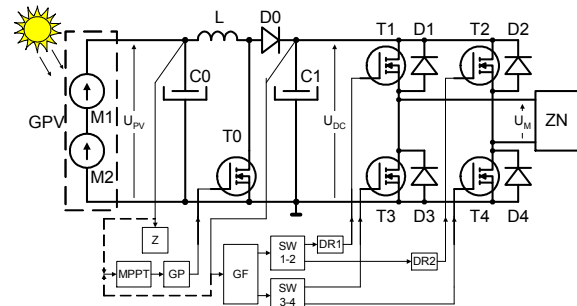 L
D0
T1
D1
T2
D2
C0
C1
M1
GPV
U_PV
U_DC
U_M
ZN
T0
M2
T3
D3
T4
D4
Z
MPPT
GP
GF
SW
1-2
DR1
DR2
SW
3-4